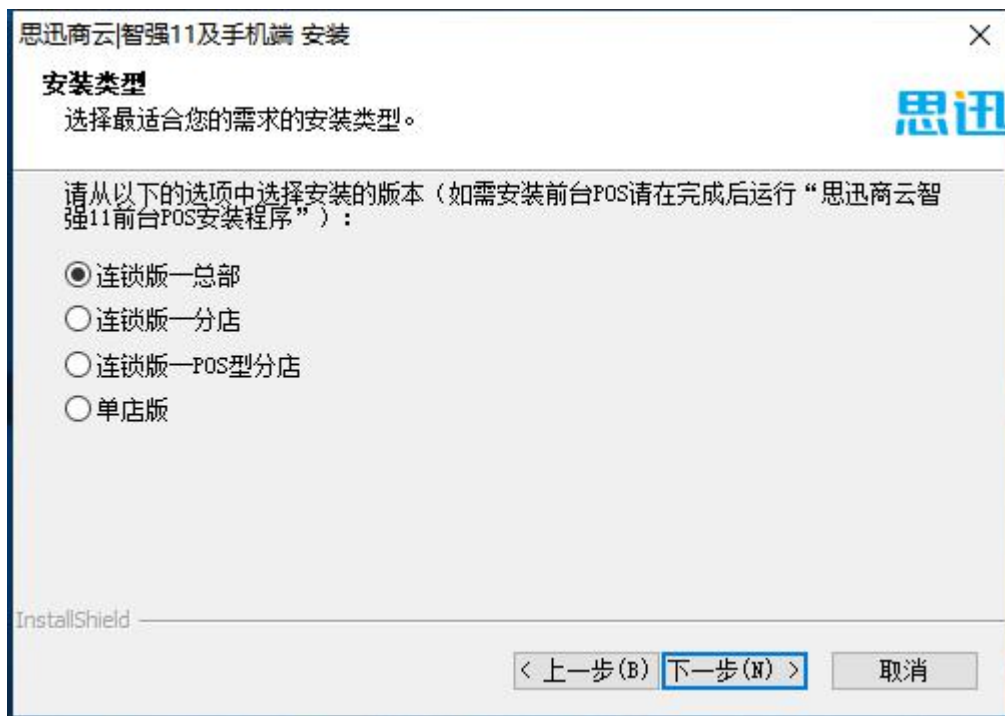 思迅商云|智强11及手机端 安装
安装类型
选择最适合您的需求的安装类型。
思迅
请从以下的选项中选择安装的版本（如需安装前台POS请在完成后运行“思迅商云智
强11前台POS安装程序”）：
连锁版—总部
连锁版—分店
连锁版—POS型分店
单店版
InstallShield
< 上一步(B) 下一步(N) > 取消